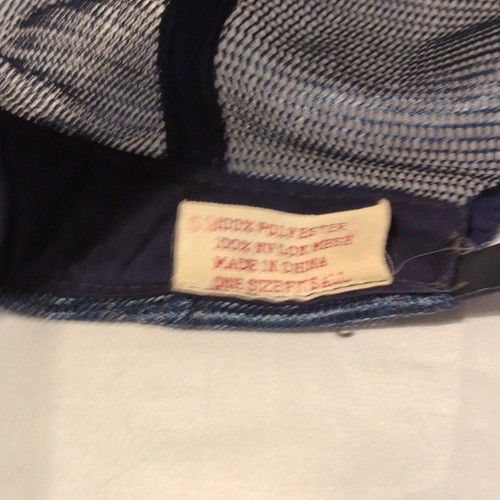 100% POLYESTER
100% NYLON MESH
MADE IN CHINA
ONE SIZE FITS ALL